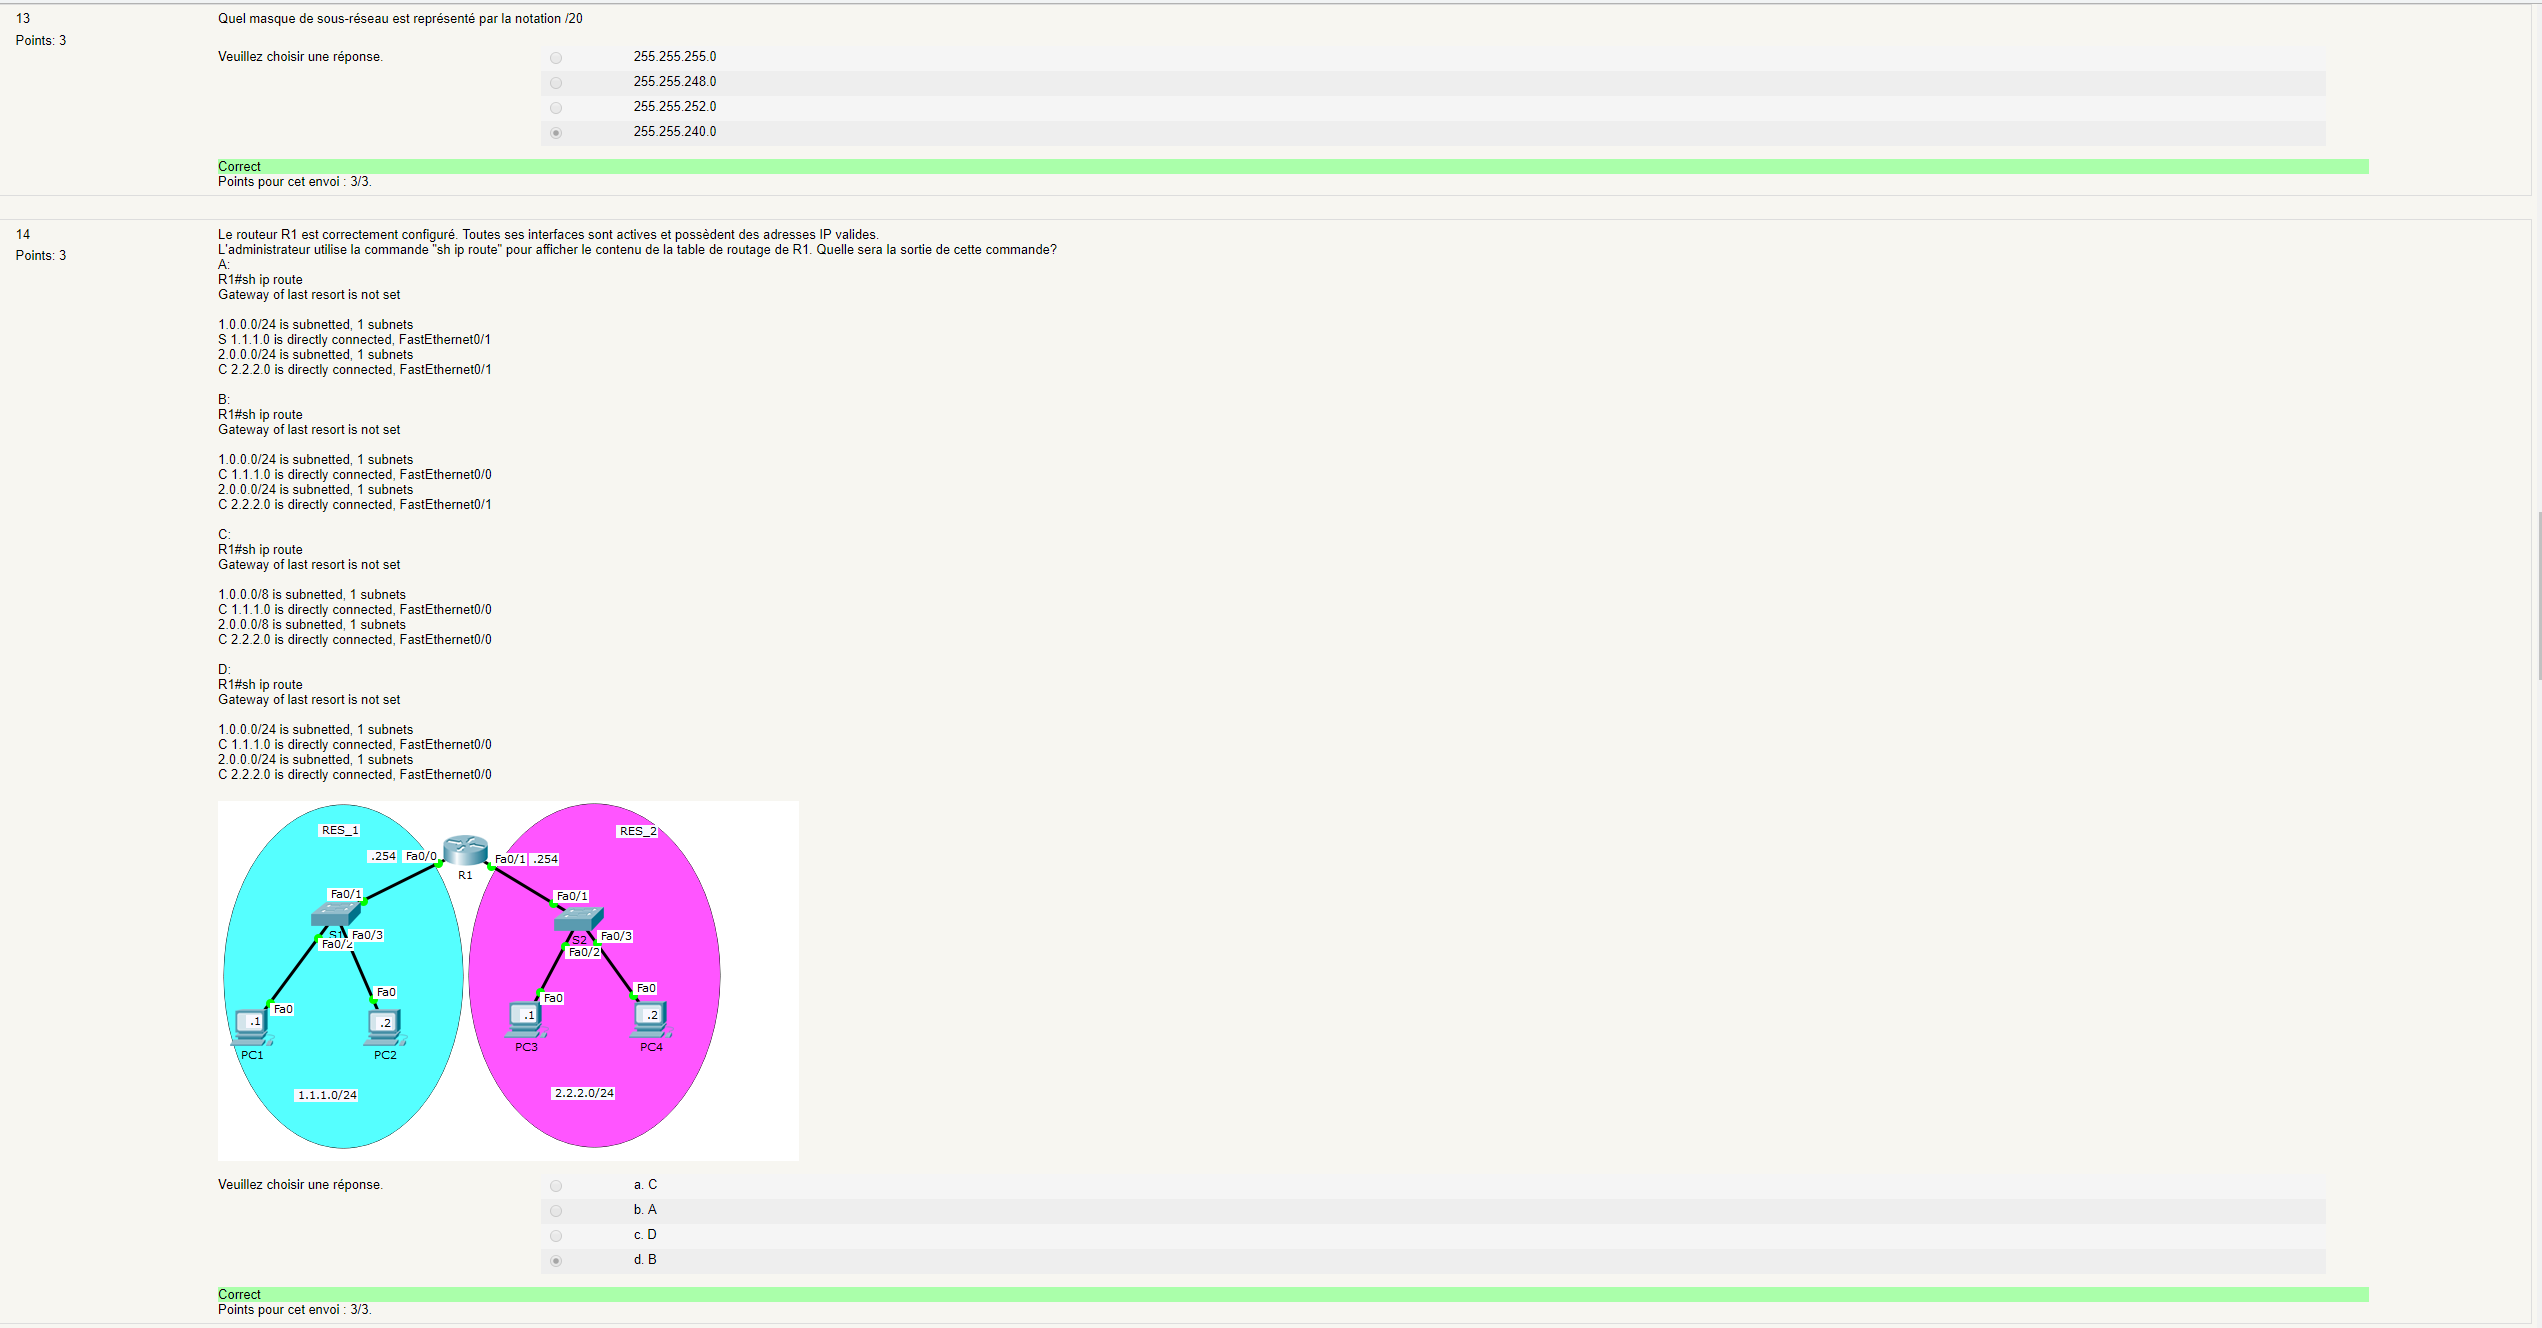 13
Quel masque de sous-réseau est représenté par la notation /20
Points: 3
Veuillez choisir une réponse.
255.255.255.0
255.255.248.0
255.255.252.0
255.255.240.0
Correct
Points pour cet envoi : 3/3.
14
Le routeur R1 est correctement configuré. Toutes ses interfaces sont actives et possèdent des adresses IP valides.
Points: 3
L'administrateur utilise la commande "sh ip route" pour afficher le contenu de la table de routage de R1. Quelle sera la sortie de cette commande?
A:
R1#sh ip route
Gateway of last resort is not set
1.0.0.0/24 is subnetted, 1 subnets
S 1.1.1.0 is directly connected, FastEthernet0/1
2.0.0.0/24 is subnetted, 1 subnets
C 2.2.2.0 is directly connected, FastEthernet0/1
B:
R1#sh ip route
Gateway of last resort is not set
1.0.0.0/24 is subnetted, 1 subnets
C 1.1.1.0 is directly connected, FastEthernet0/0
2.0.0.0/24 is subnetted, 1 subnets
C 2.2.2.0 is directly connected, FastEthernet0/1
C:
R1#sh ip route
Gateway of last resort is not set
1.0.0.0/8 is subnetted, 1 subnets
C 1.1.1.0 is directly connected, FastEthernet0/0
2.0.0.0/8 is subnetted, 1 subnets
C 2.2.2.0 is directly connected, FastEthernet0/0
D:
R1#sh ip route
Gateway of last resort is not set
1.0.0.0/24 is subnetted, 1 subnets
C 1.1.1.0 is directly connected, FastEthernet0/0
2.0.0.0/24 is subnetted, 1 subnets
C 2.2.2.0 is directly connected, FastEthernet0/0
RES_1
RES_2
.254 Fa0/0
Fa0/1 .254
R1
Fa0/1
Fa0/1
S1
Fa0/3
Fa0/2
S2
Fa0/3
Fa0/2
Fa0
Fa0
Fa0
Fa0
.1
.2
.1
.2
PC1
PC2
PC3
PC4
1.1.1.0/24
2.2.2.0/24
Veuillez choisir une réponse.
a. C
b. A
c. D
d. B
Correct
Points pour cet envoi : 3/3.